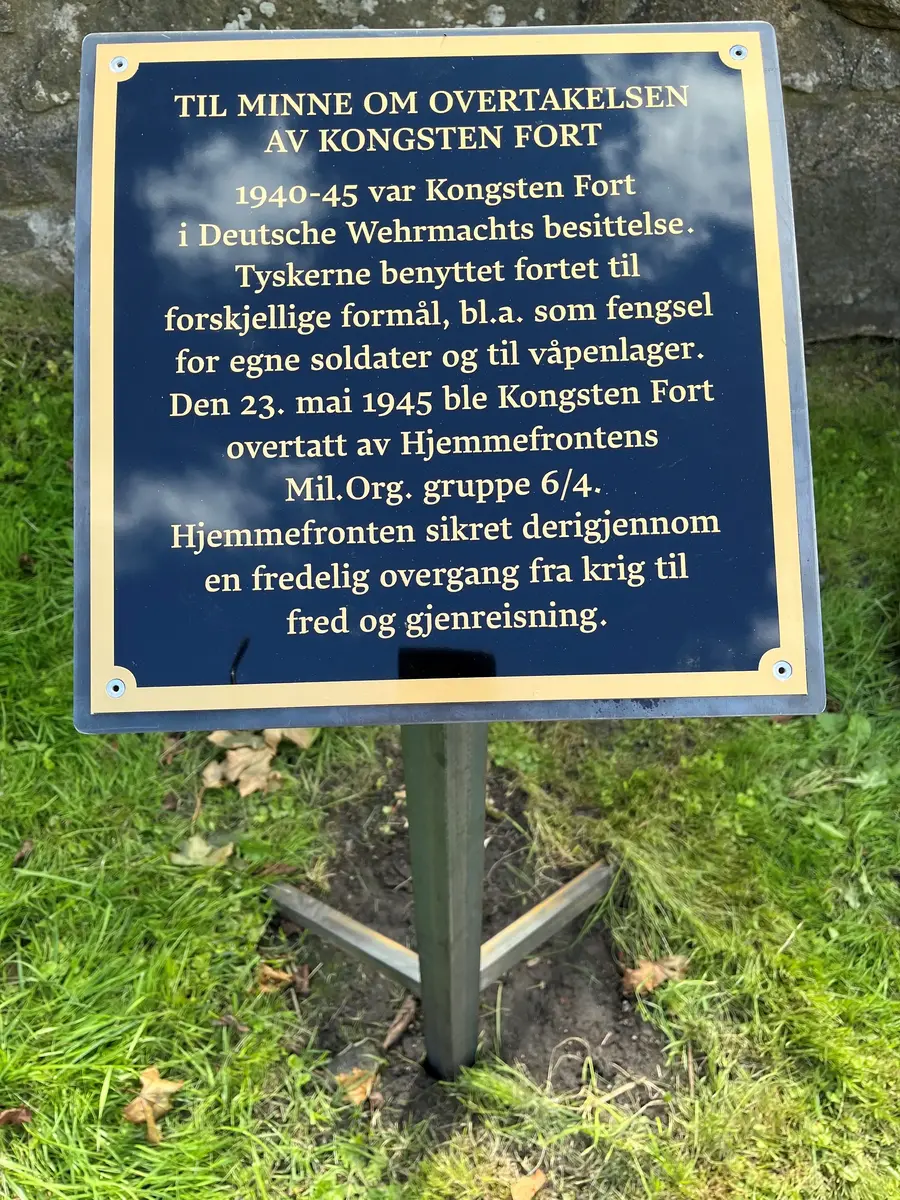 TIL MINNE OM OVERTAKELSEN
AV KONGSTEN FORT
1940-45 var Kongsten Fort
i Deutsche Wehrmachts besittelse.
Tyskerne benyttet fortet til
forskjellige formål, bl.a. som fengsel
for egne soldater og til våpenlager.
Den 23. mai 1945 ble Kongsten Fort
overtatt av Hjemmefrontens
Mil.Org. gruppe 6/4.
Hjemmefronten sikret derigjennom
en fredelig overgang fra krig til
fred og gjenreisning.